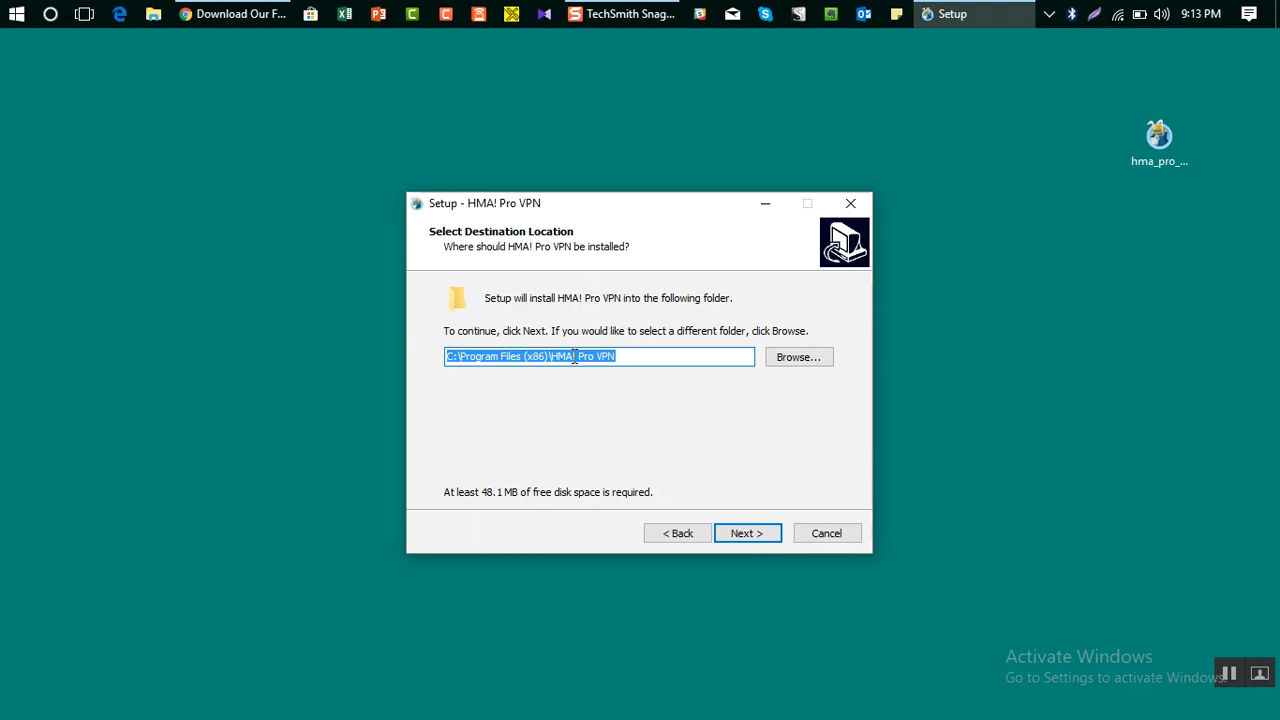 Download Our F...
TechSmith Snag...
Setup
9:13 PM
hma_pro_...
Setup - HMA! Pro VPN
Select Destination Location
Where should HMA! Pro VPN be installed?
Setup will install HMA! Pro VPN into the following folder.
To continue, click Next. If you would like to select a different folder, click Browse.
C:\Program Files (x86)\HMA! Pro VPN
Browse...
At least 48.1 MB of free disk space is required.
< Back
Next >
Cancel
Activate Windows
Go to Settings to activate Windows.